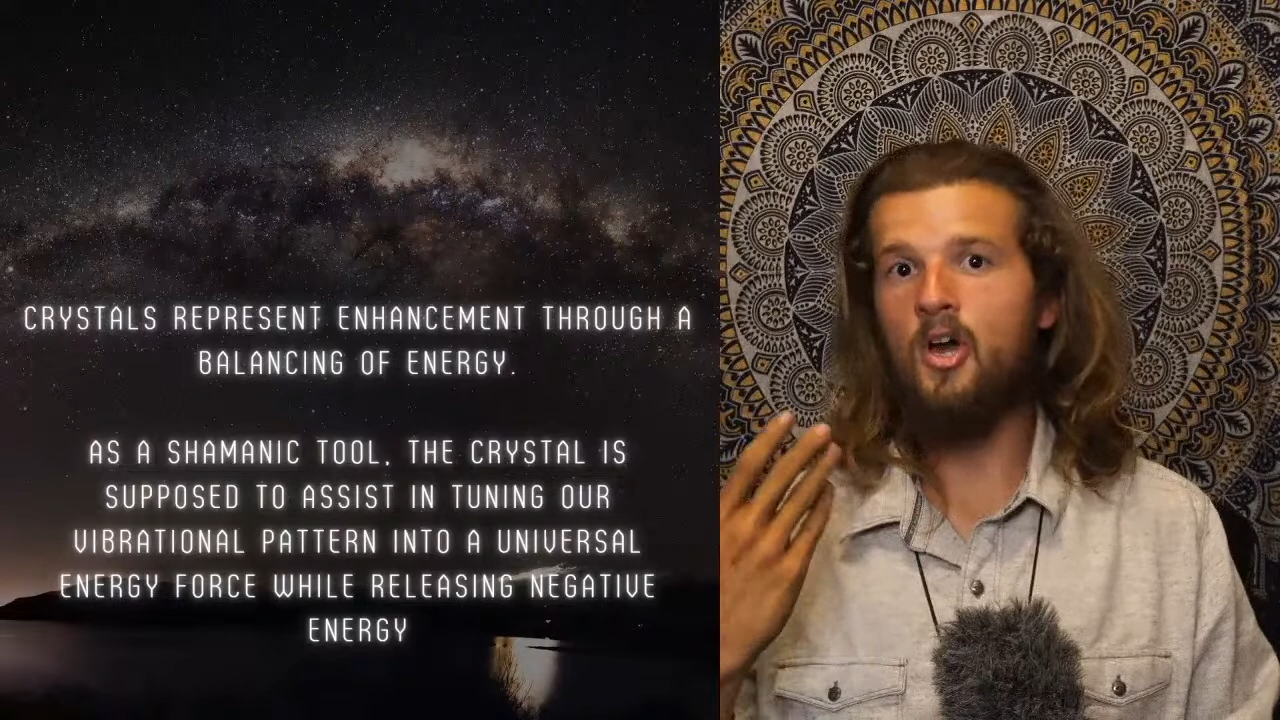 CRYSTALS REPRESENT ENHANCEMENT THROUGH A
BALANCING OF ENERGY.
AS A SHAMANIC TOOL, THE CRYSTAL IS
SUPPOSED TO ASSIST IN TUNING OUR
VIBRATIONAL PATTERN INTO A UNIVERSAL
ENERGY FORCE WHILE RELEASING NEGATIVE
ENERGY